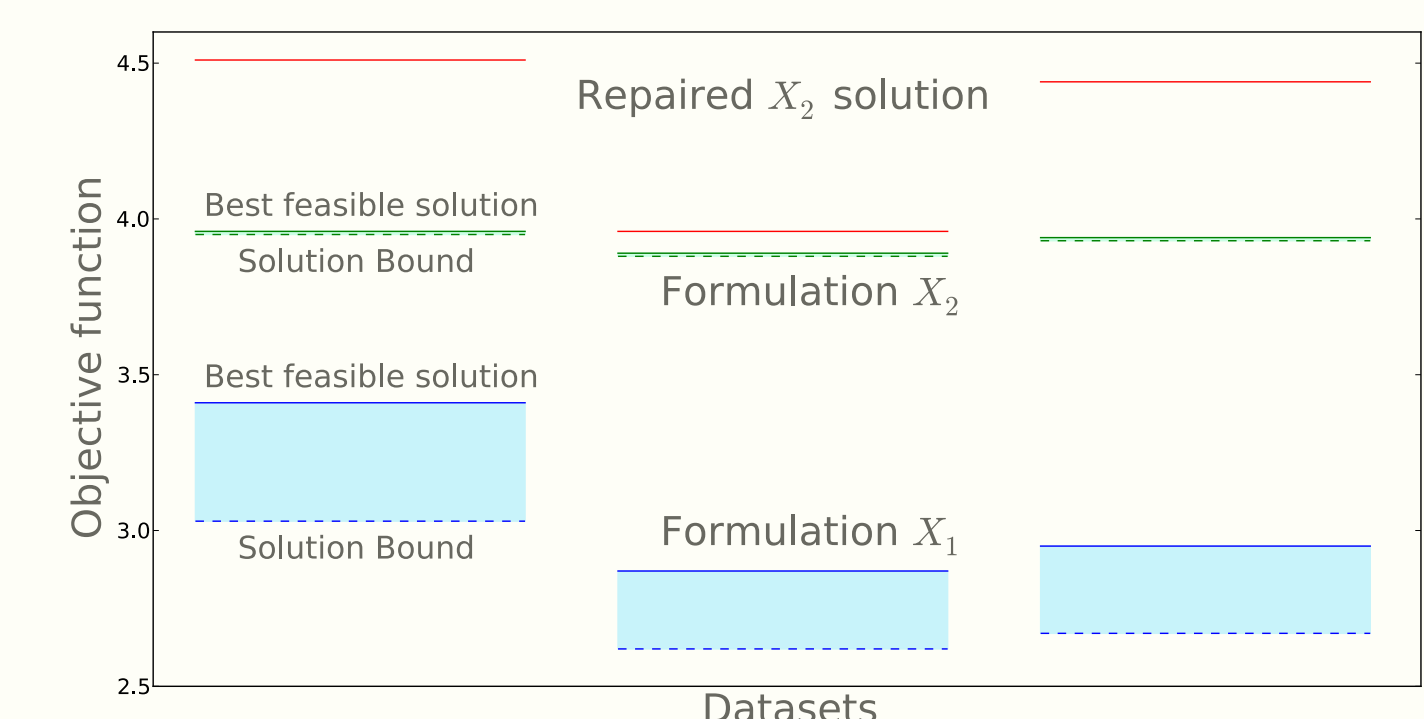 4.5
Repaired X₂ solution
Objective function
Best feasible solution
4.0
Solution Bound
Formulation X₂
3.5
Best feasible solution
Formulation X₁
3.0
Solution Bound
2.5
Datasets